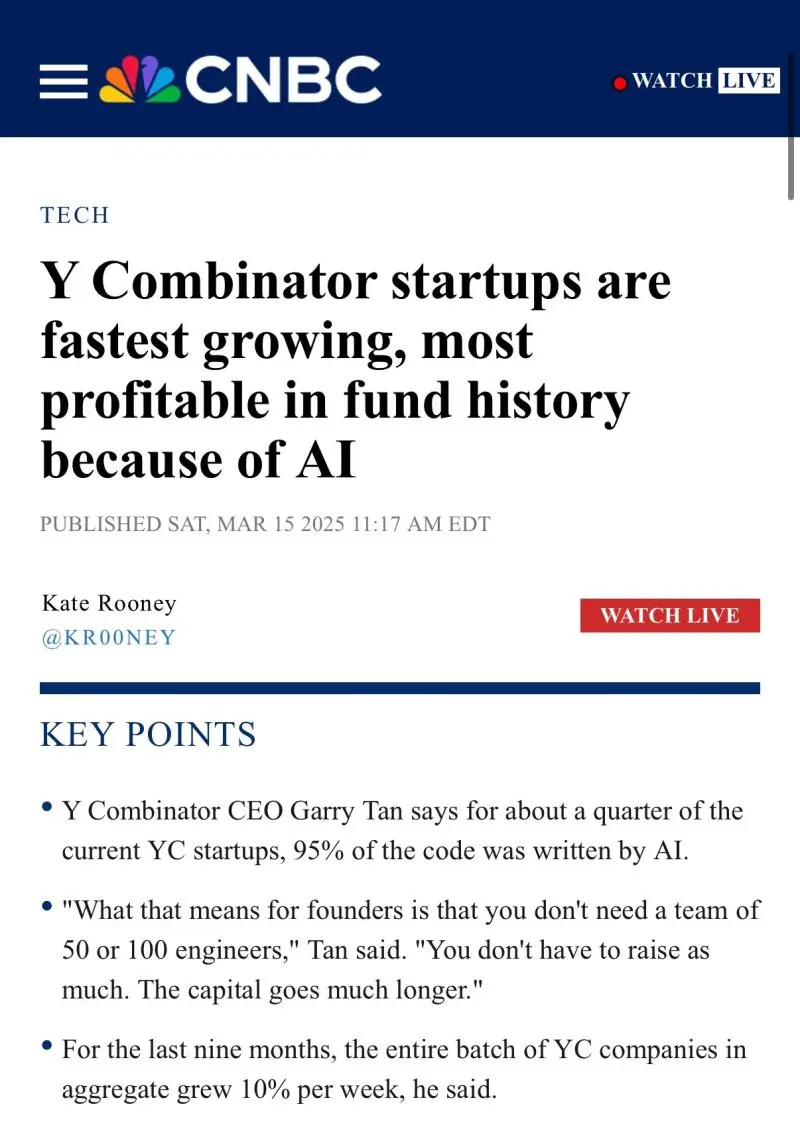 CNBC
WATCH LIVE
TECH
Y Combinator startups are
fastest growing, most
profitable in fund history
because of AI
PUBLISHED SAT, MAR 15 2025 11:17 AM EDT
Kate Rooney
@KR00NEY
WATCH LIVE
KEY POINTS
• Y Combinator CEO Garry Tan says for about a quarter of the
current YC startups, 95% of the code was written by AI.
• "What that means for founders is that you don't need a team of
50 or 100 engineers," Tan said. "You don't have to raise as
much. The capital goes much longer."
• For the last nine months, the entire batch of YC companies in
aggregate grew 10% per week, he said.